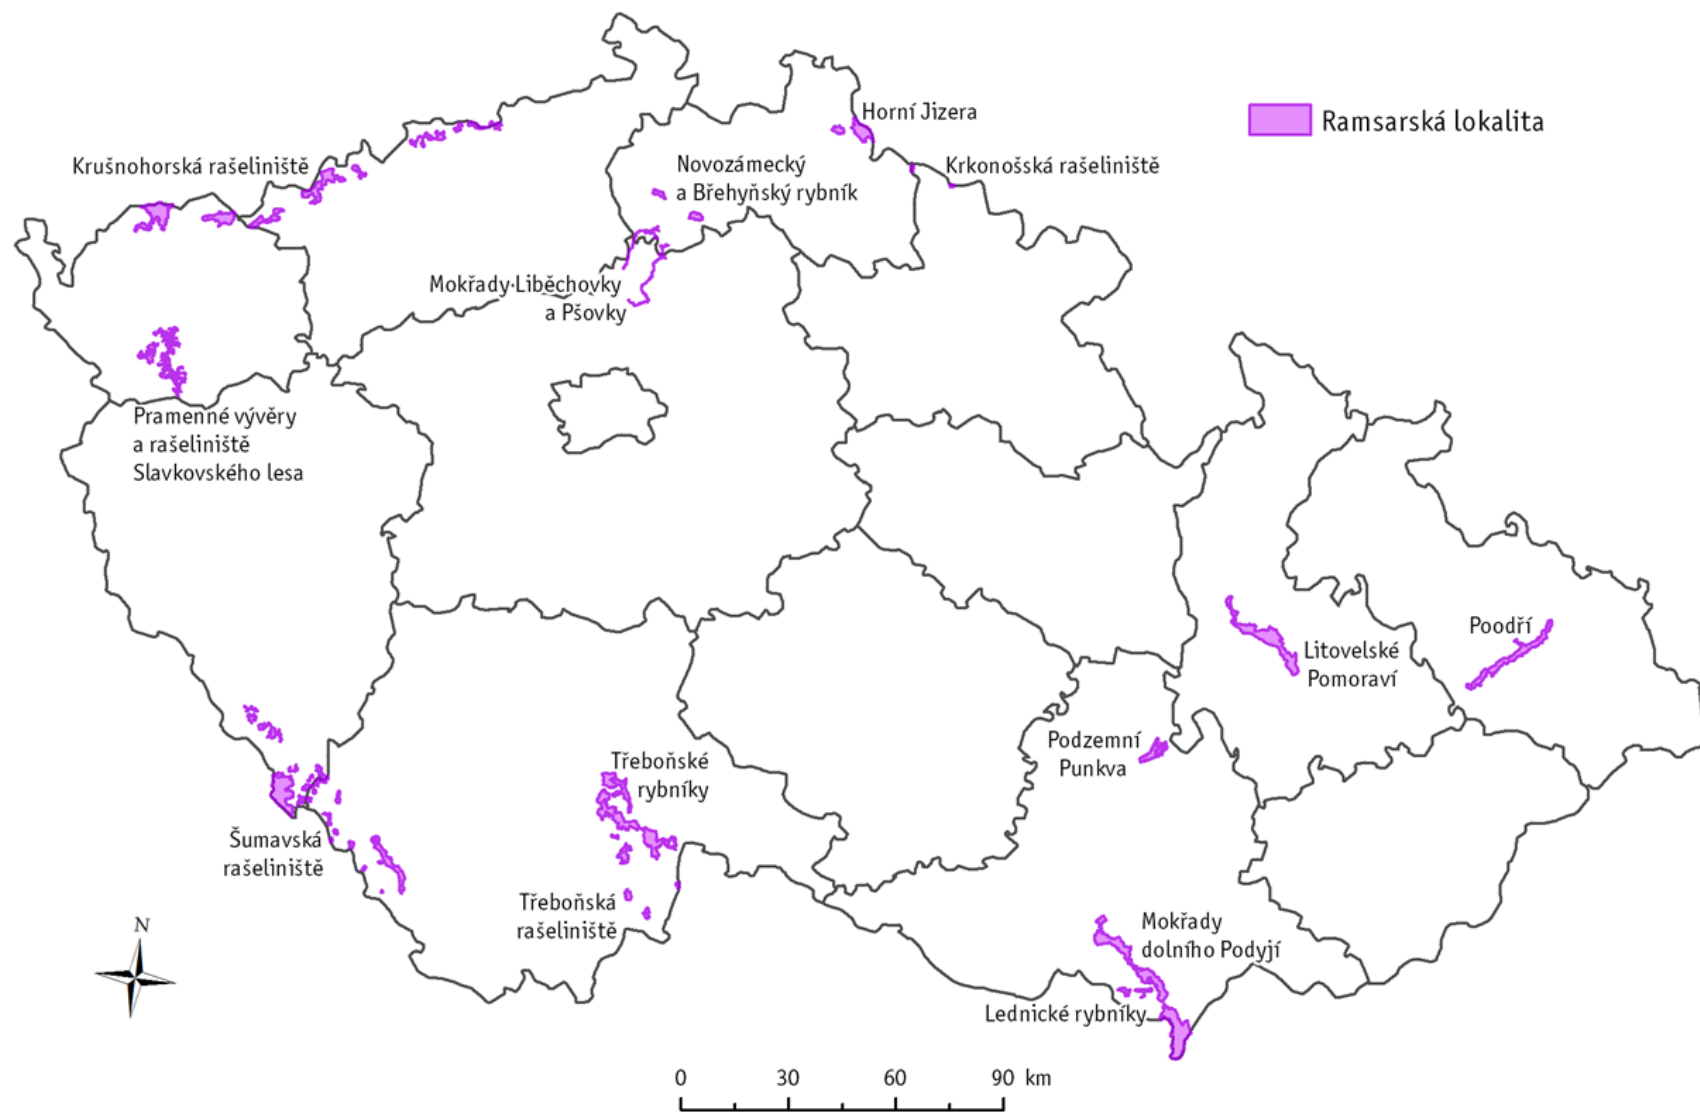 Horní Jizera
Ramsarská lokalita
Krušnohorská rašeliniště
Novozámecký
a Břehyňský rybník
Krkonošská rašeliniště
Mokřady Liběchovky
a Pšovky
Pramenné vývěry
a rašeliniště
Slavkovského lesa
Poodří
Litovelské
Pomoraví
Podzemní
Punkva
Třeboňské
rybníky
Šumavská
rašeliniště
Třeboňská
rašeliniště
Mokřady
dolního Podyjí
Lednické rybníky
N
0 30 60 90 km